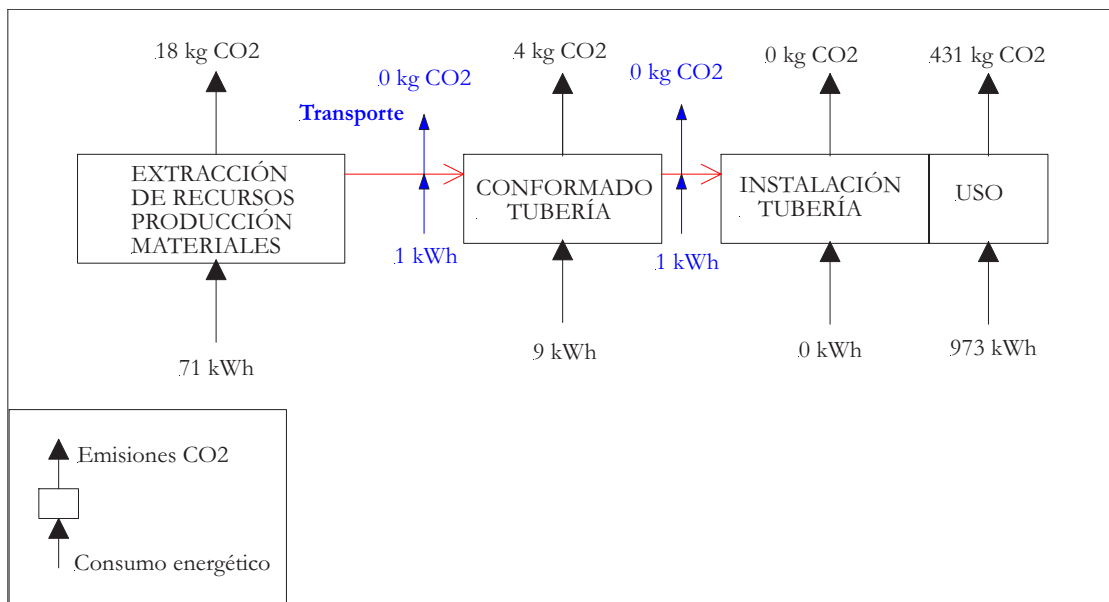 18 kg CO2
4 kg CO2
0 kg CO2
431 kg CO2
0 kg CO2
0 kg CO2
Transporte
EXTRACCIÓN
DE RECURSOS
PRODUCCIÓN
MATERIALES
CONFORMADO
TUBERÍA
INSTALACIÓN
TUBERÍA
USO
1 kWh
1 kWh
71 kWh
9 kWh
0 kWh
973 kWh
Emisiones CO2
Consumo energético